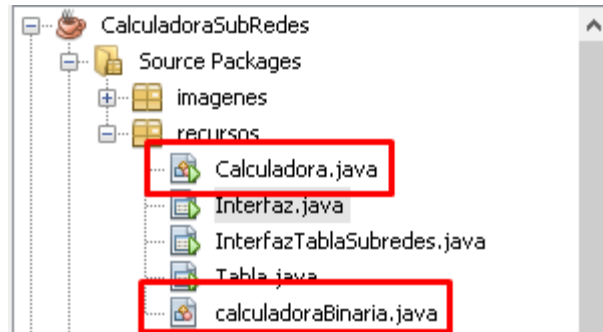 CalculadoraSubRedes
Source Packages
imagenes
recursos
Calculadora.java
Interfaz.java
InterfazTablaSubredes.java
Tabla.java
calculadoraBinaria.java